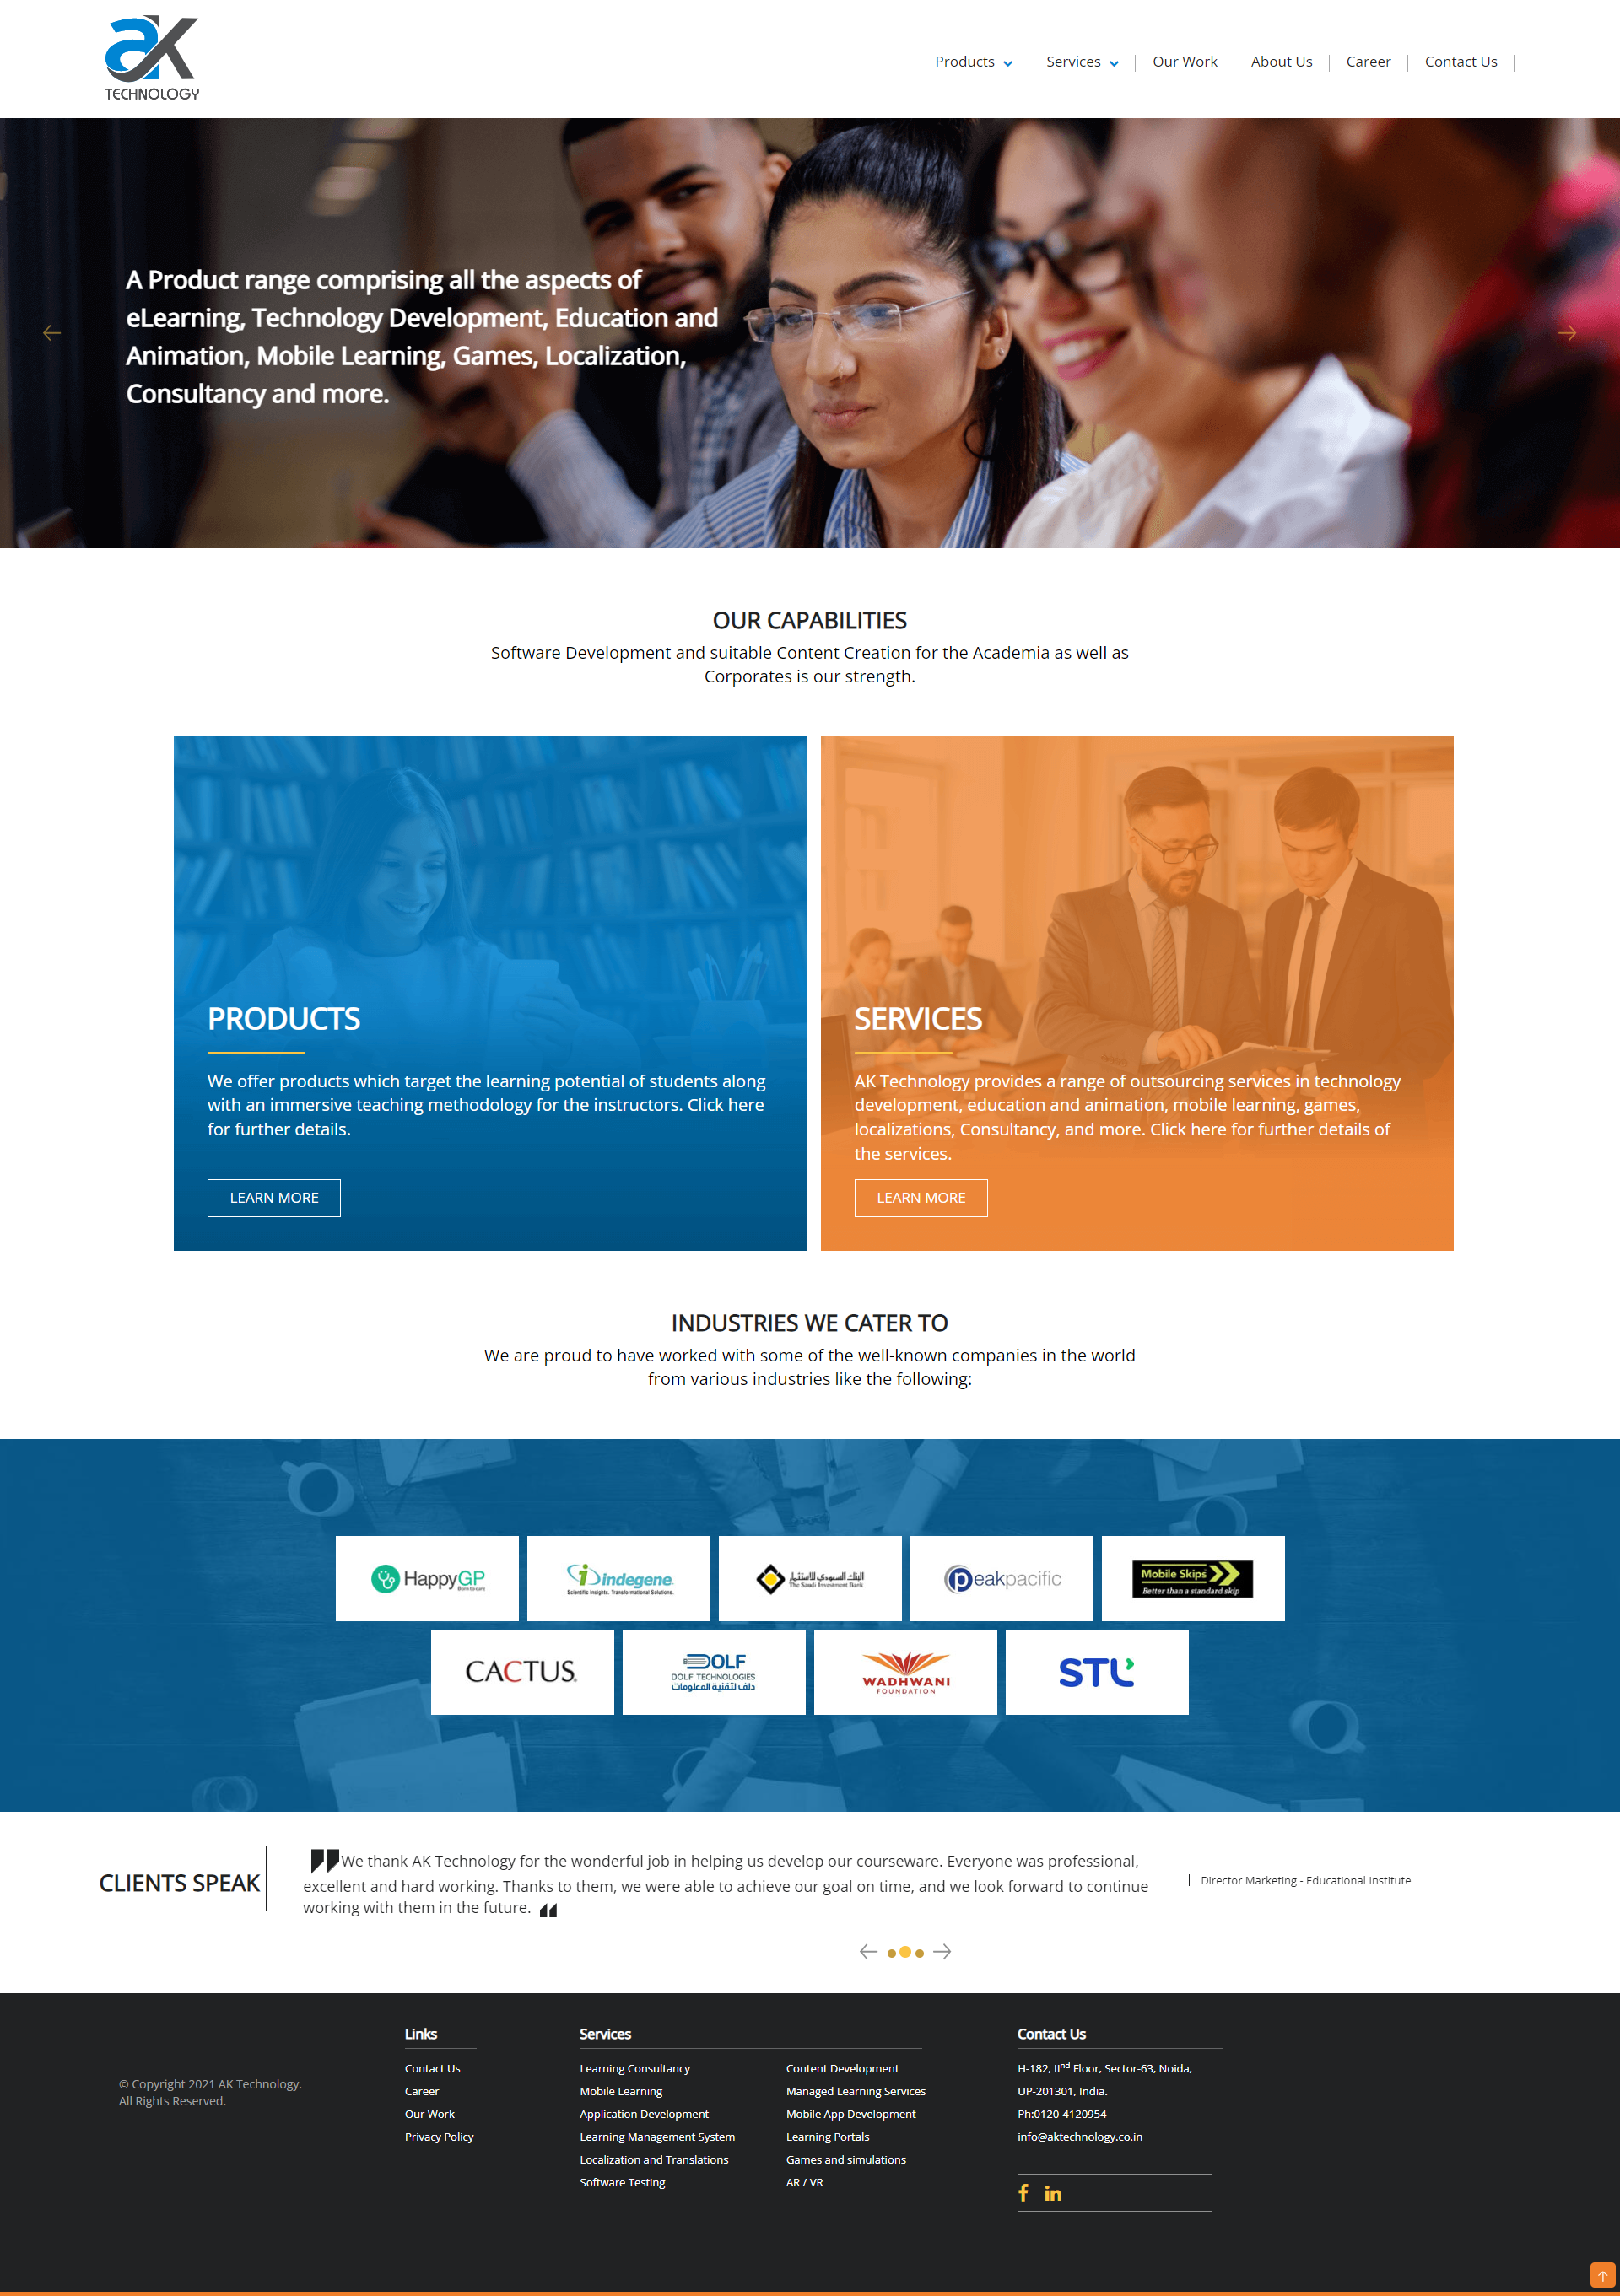 aK
TECHNOLOGY
Products
Services
Our Work
About Us
Career
Contact Us
A Product range comprising all the aspects of
eLearning, Technology Development, Education and
Animation, Mobile Learning, Games, Localization,
Consultancy and more.
OUR CAPABILITIES
Software Development and suitable Content Creation for the Academia as well as
Corporates is our strength.
PRODUCTS
We offer products which target the learning potential of students along
with an immersive teaching methodology for the instructors. Click here
for further details.
LEARN MORE
SERVICES
AK Technology provides a range of outsourcing services in technology
development, education and animation, mobile learning, games,
localizations, Consultancy, and more. Click here for further details of
the services.
LEARN MORE
INDUSTRIES WE CATER TO
We are proud to have worked with some of the well-known companies in the world
from various industries like the following:
HappyGP
Born to care
indegene
Scientific Insights. Transformational Solutions.
البنك السعودي للاستثمار
The Saudi Investment Bank
peakpacific
Mobile Skips
Better than a standard skip
CACTUS
DOLF
DOLF TECHNOLOGIES
دلف لتقنية المعلومات
WADHWANI
FOUNDATION
STL
CLIENTS SPEAK
We thank AK Technology for the wonderful job in helping us develop our courseware. Everyone was professional,
excellent and hard working. Thanks to them, we were able to achieve our goal on time, and we look forward to continue
working with them in the future.
Director Marketing - Educational Institute
© Copyright 2021 AK Technology.
All Rights Reserved.
Links
Contact Us
Career
Our Work
Privacy Policy
Services
Learning Consultancy
Mobile Learning
Application Development
Learning Management System
Localization and Translations
Software Testing
Content Development
Managed Learning Services
Mobile App Development
Learning Portals
Games and simulations
AR / VR
Contact Us
H-182, IInd Floor, Sector-63, Noida,
UP-201301, India.
Ph:0120-4120954
info@aktechnology.co.in